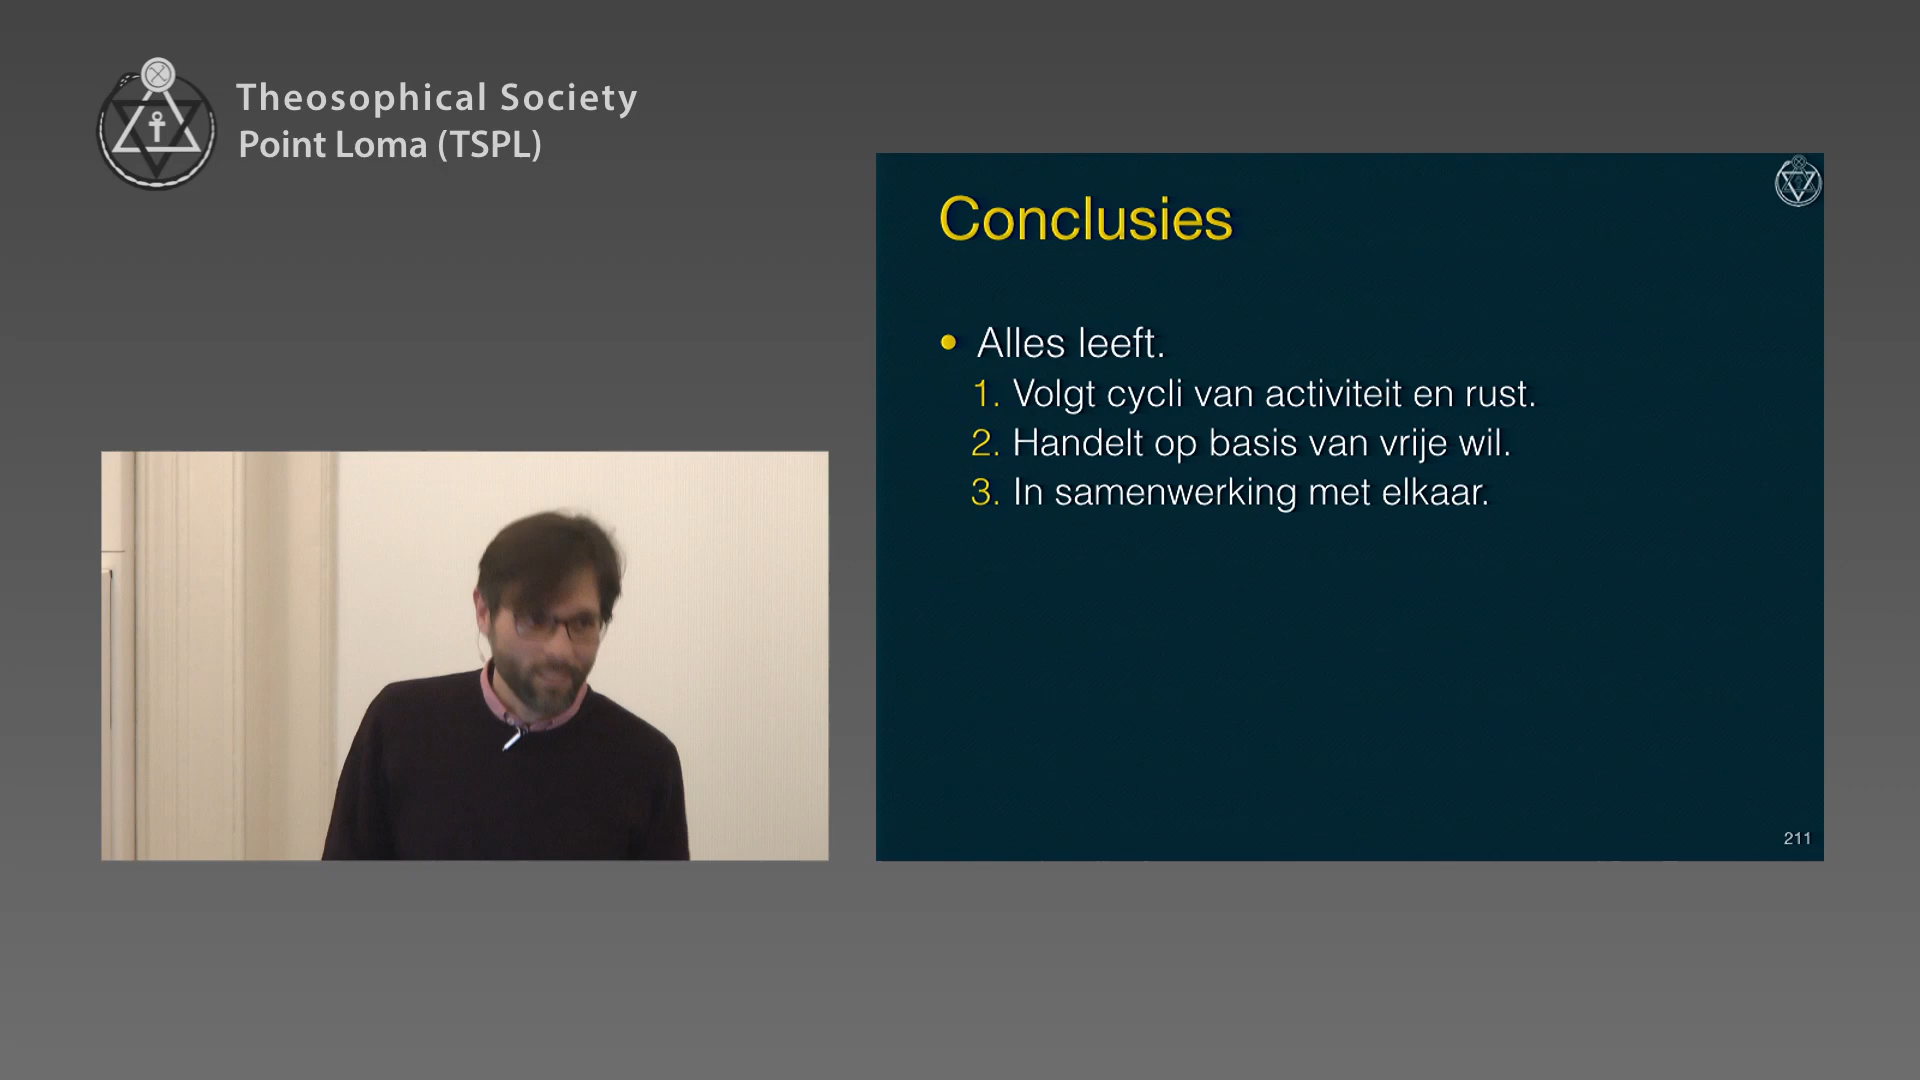 Theosophical Society
Point Loma (TSPL)
Conclusies
• Alles leeft.
1. Volgt cycli van activiteit en rust.
2. Handelt op basis van vrije wil.
3. In samenwerking met elkaar.
211